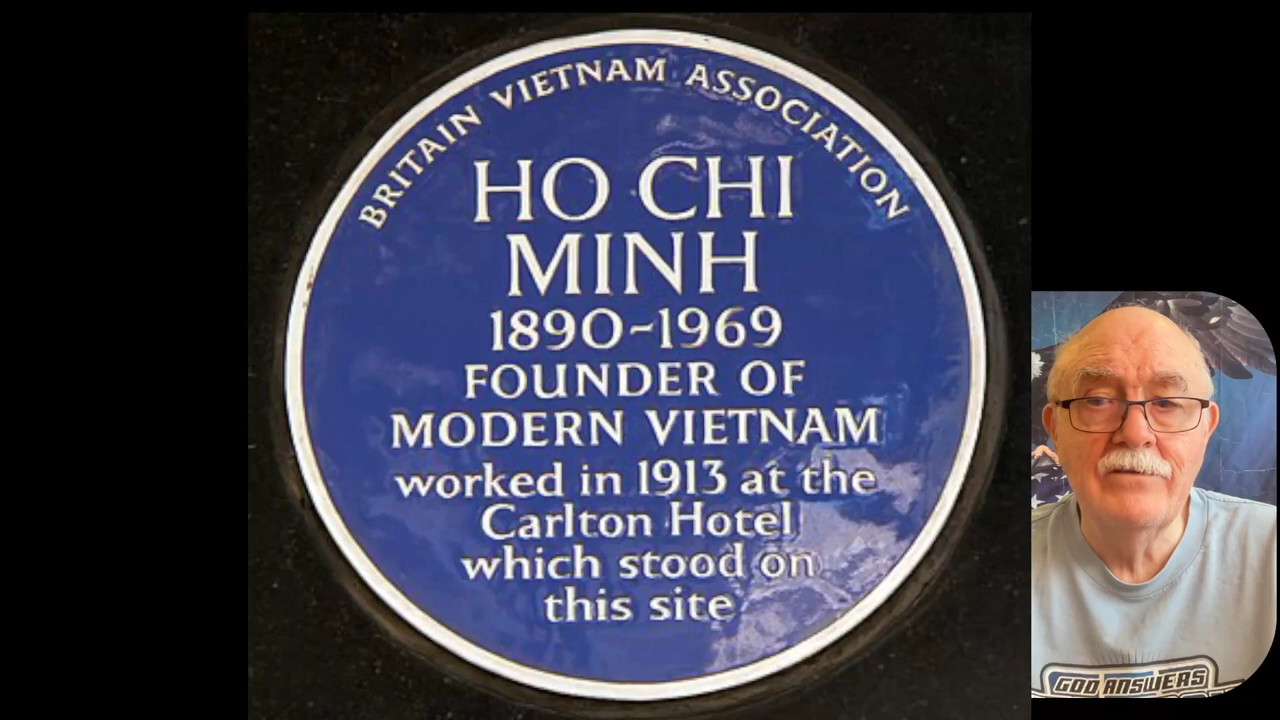 BRITAIN VIETNAM ASSOCIATION
HO CHI
MINH
1890-1969
FOUNDER OF
MODERN VIETNAM
worked in 1913 at the
Carlton Hotel
which stood on
this site
GOD ANSWERS